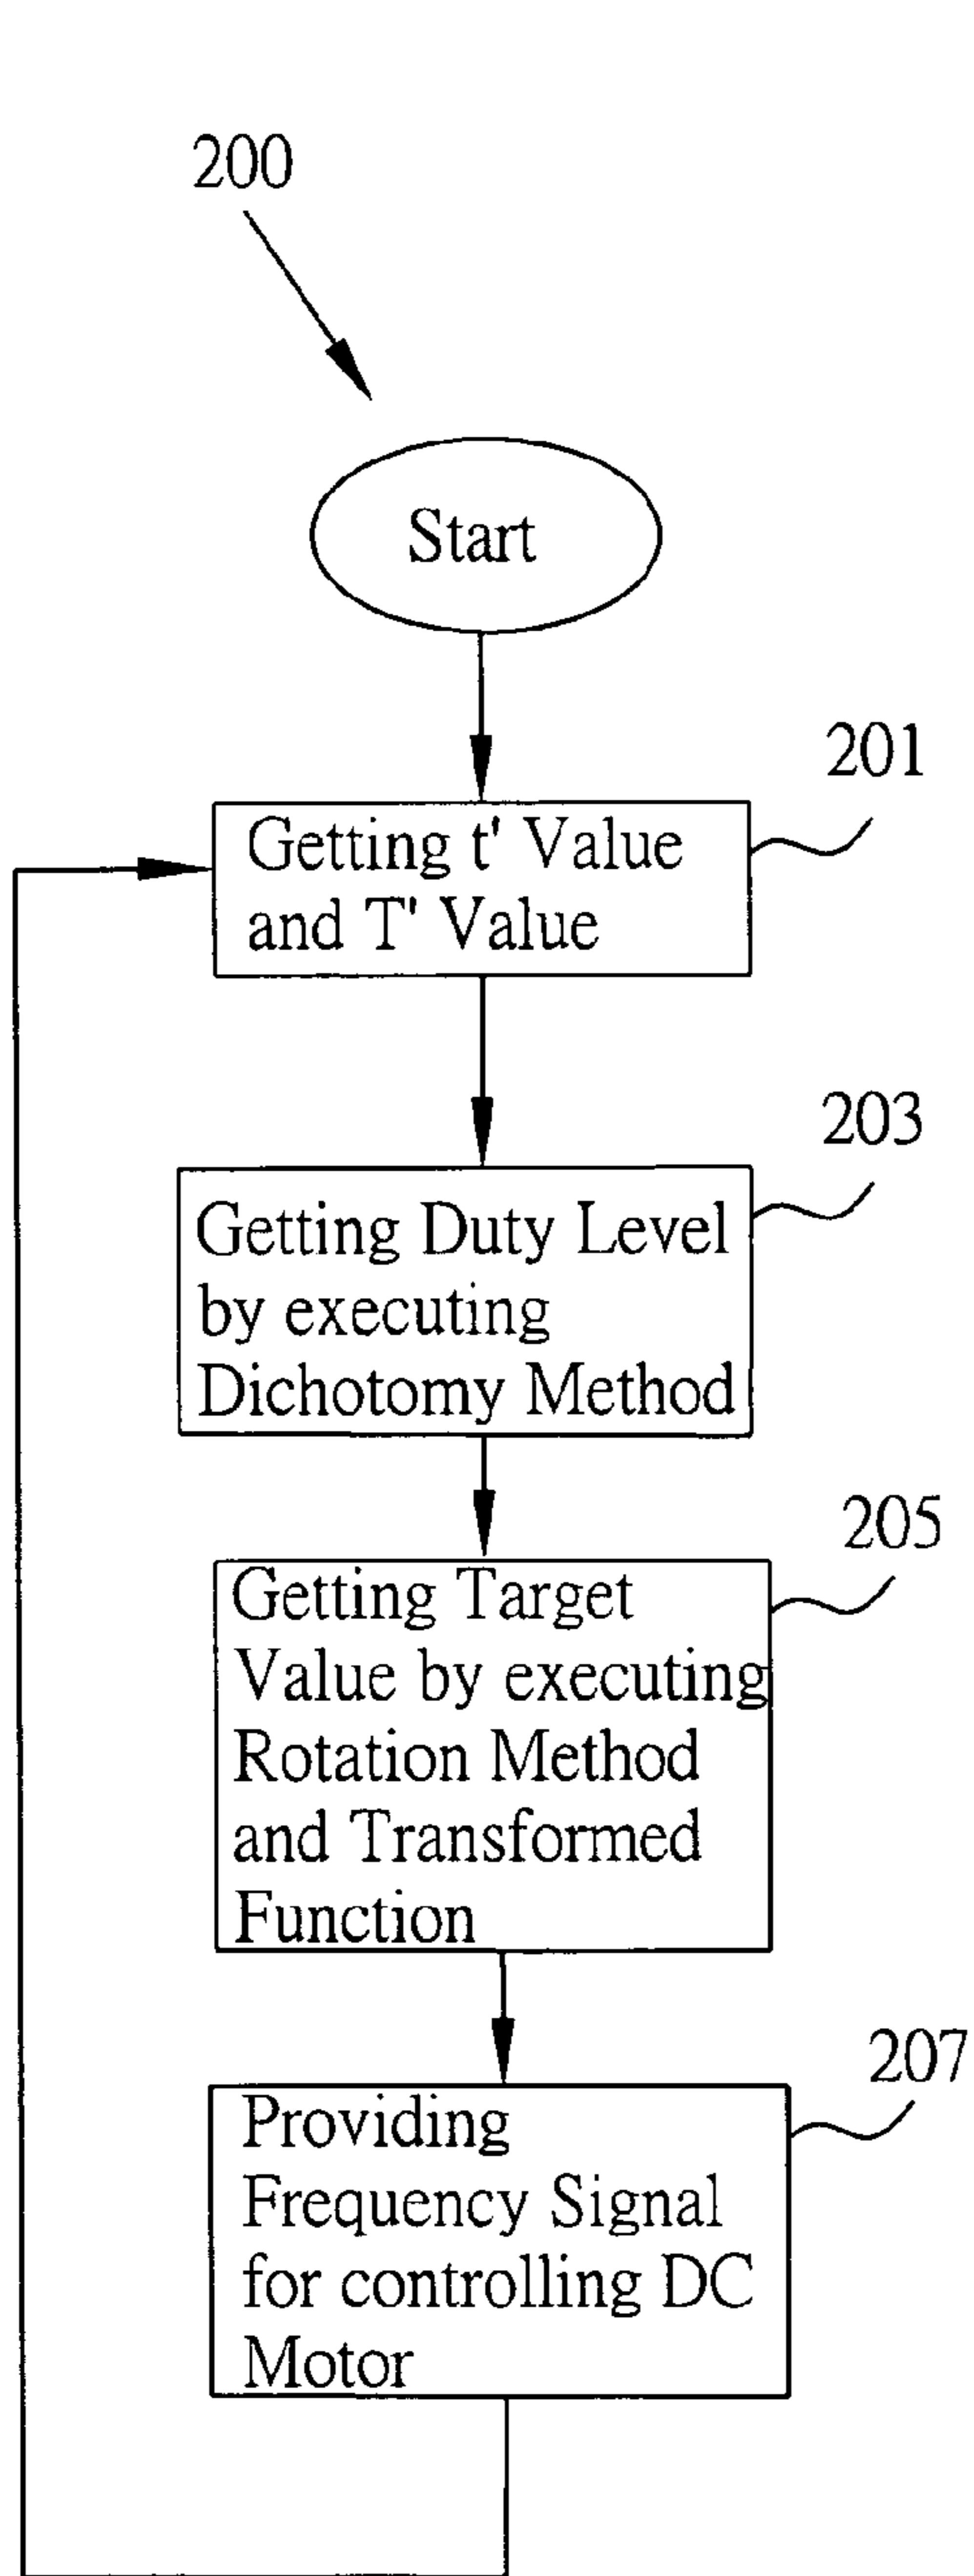 200
Start
201
Getting t' Value
and T' Value
203
Getting Duty Level
by executing
Dichotomy Method
205
Getting Target
Value by executing
Rotation Method
and Transformed
Function
207
Providing
Frequency Signal
for controlling DC
Motor